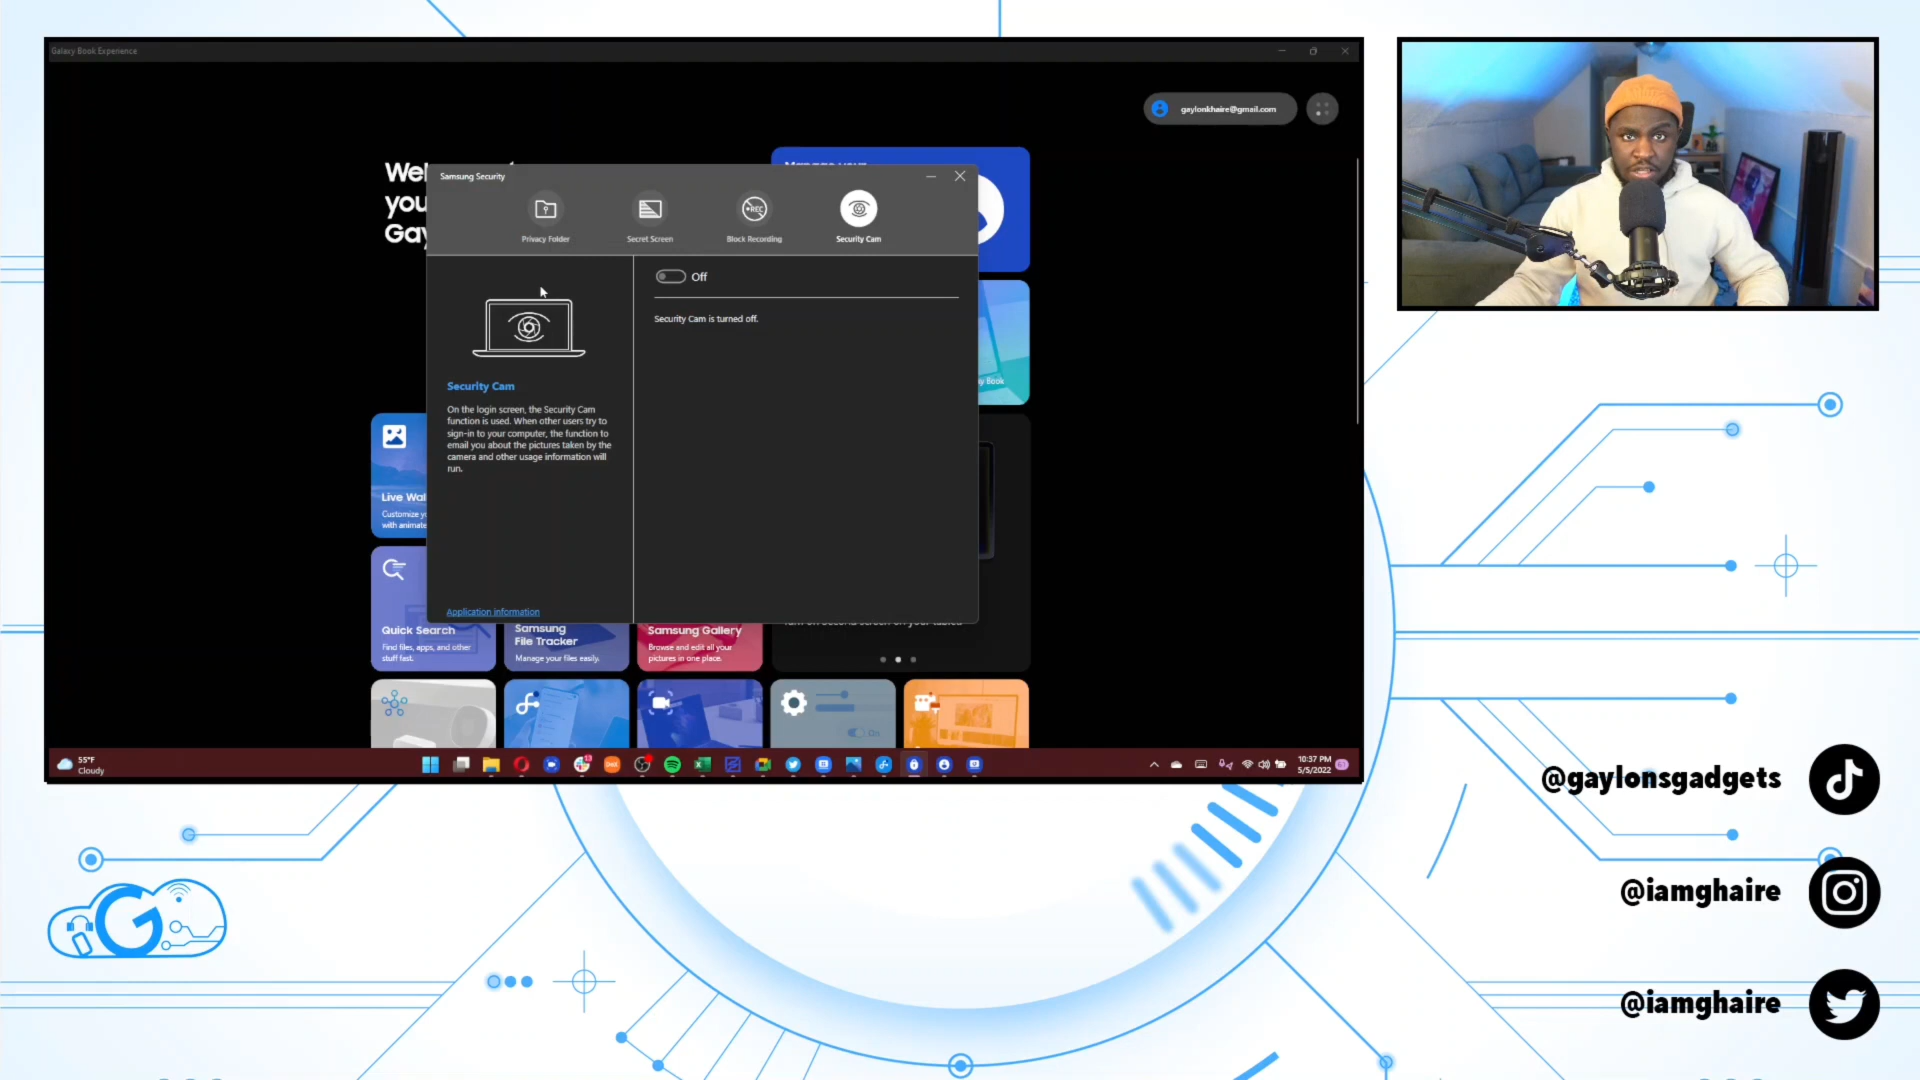 Galaxy Book Experience
gaylonkhaire@gmail.com
Samsung Security
Privacy Folder
Secret Screen
Block Recording
Security Cam
Off
Security Cam is turned off.
Security Cam
On the login screen, the Security Cam
function is used. When other users try to
sign-in to your computer, the function to
email you about the pictures taken by the
camera and other usage information will
run.
Application information
Quick Search
Find files, apps, and other
stuff fast.
Samsung
File Tracker
Manage your files easily.
Samsung Gallery
Browse and edit all your
pictures in one place.
On
55°F
Cloudy
10:37 PM
5/5/2022
@gaylonsgadgets
@iamghaire
@iamghaire
G